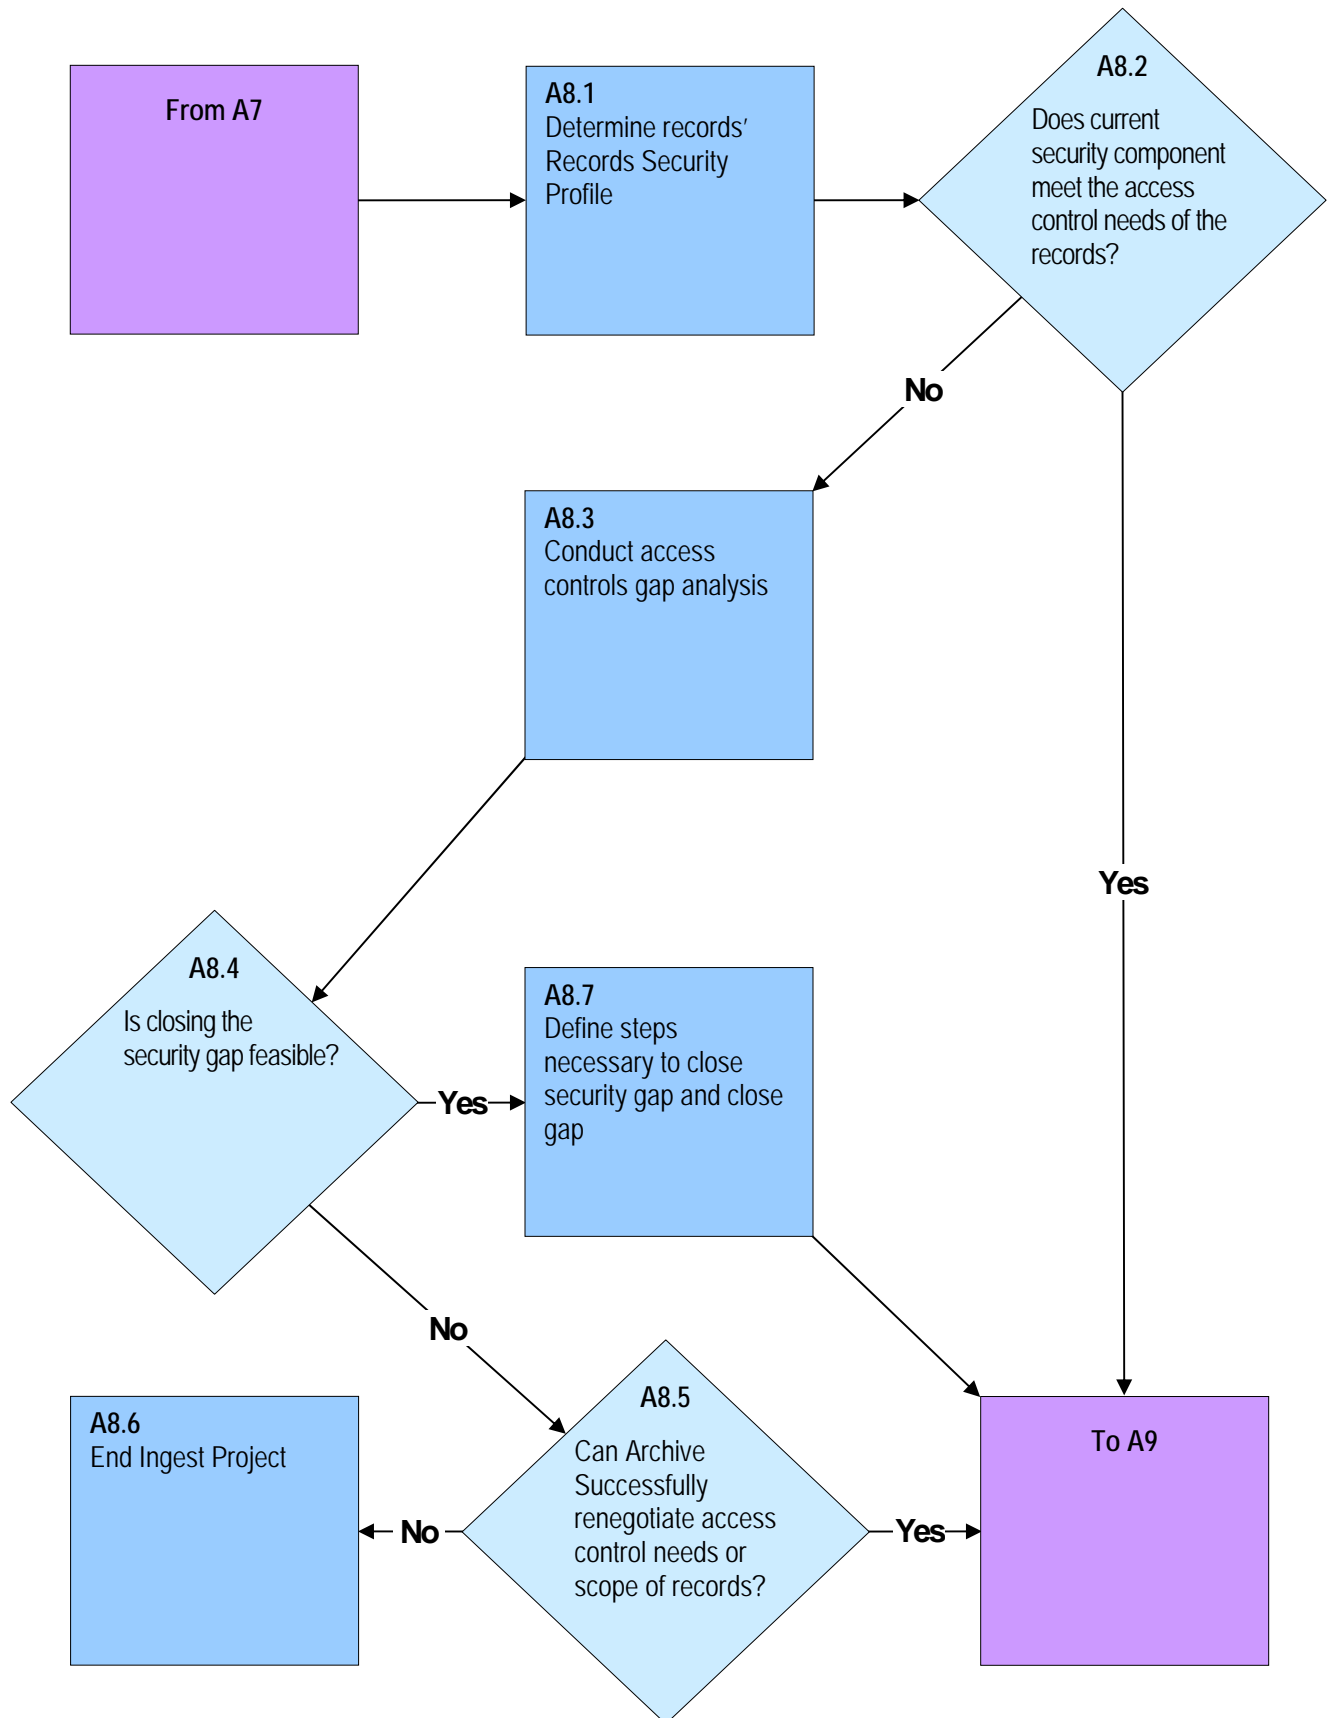 From A7
A8.1
Determine records’
Records Security
Profile
A8.2
Does current
security component
meet the access
control needs of the
records?
No
A8.3
Conduct access
controls gap analysis
Yes
A8.4
Is closing the
security gap feasible?
Yes
A8.7
Define steps
necessary to close
security gap and close
gap
No
A8.6
End Ingest Project
No
A8.5
Can Archive
Successfully
renegotiate access
control needs or
scope of records?
Yes
To A9